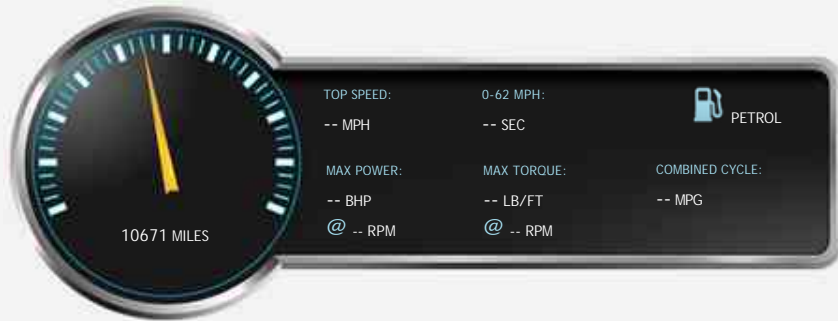 TOP SPEED:
-- MPH
0-62 MPH:
-- SEC
PETROL
MAX POWER:
-- BHP
@ -- RPM
MAX TORQUE:
-- LB/FT
@ -- RPM
COMBINED CYCLE:
-- MPG
10671 MILES